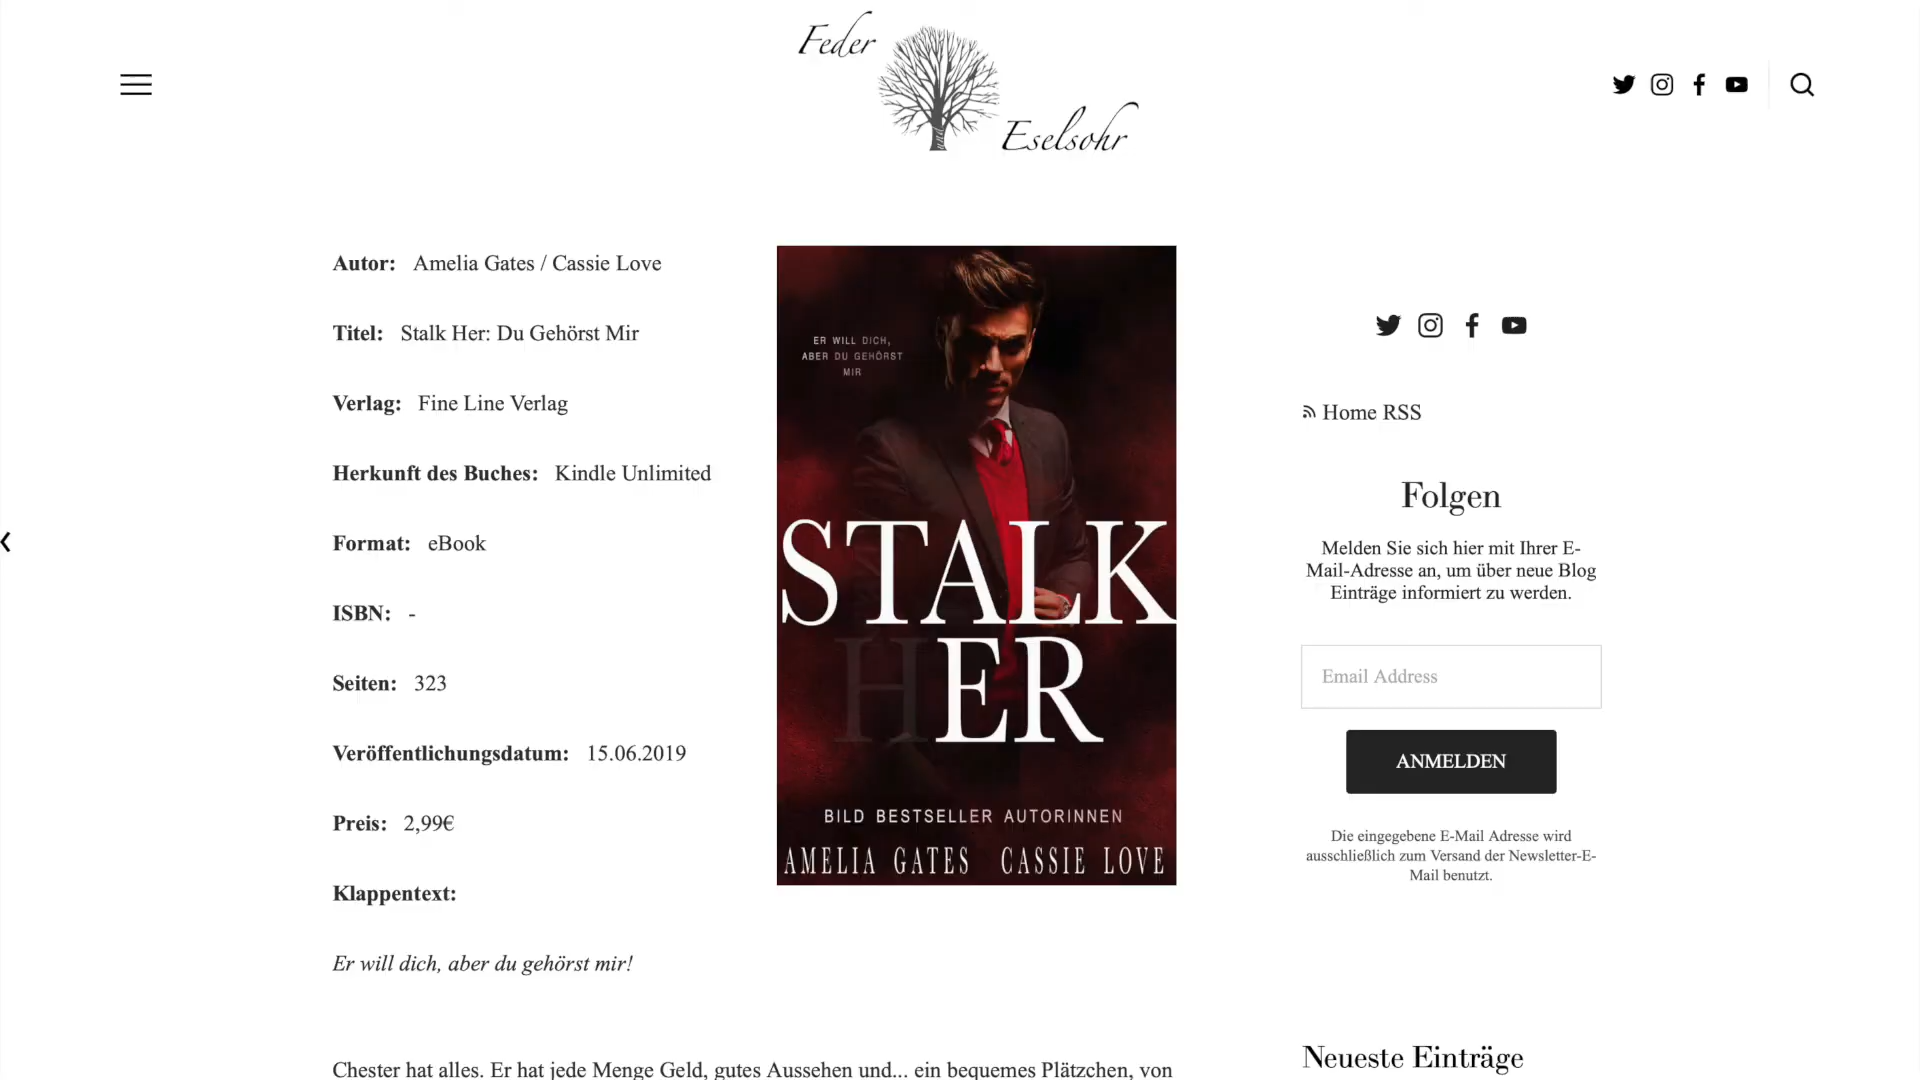 Feder
und
Eselsohr
Autor: Amelia Gates / Cassie Love
Titel: Stalk Her: Du Gehörst Mir
Verlag: Fine Line Verlag
Herkunft des Buches: Kindle Unlimited
Format: eBook
ISBN: -
Seiten: 323
Veröffentlichungsdatum: 15.06.2019
Preis: 2,99€
Klappentext:
Er will dich, aber du gehörst mir!
Chester hat alles. Er hat jede Menge Geld, gutes Aussehen und... ein bequemes Plätzchen, von
ER WILL DICH,
ABER DU GEHÖRST
MIR
STALK
HER
BILD BESTSELLER AUTORINNEN
AMELIA GATES CASSIE LOVE
Home RSS
Folgen
Melden Sie sich hier mit Ihrer E-
Mail-Adresse an, um über neue Blog
Einträge informiert zu werden.
Email Address
ANMELDEN
Die eingegebene E-Mail Adresse wird
ausschließlich zum Versand der Newsletter-E-
Mail benutzt.
Neueste Einträge